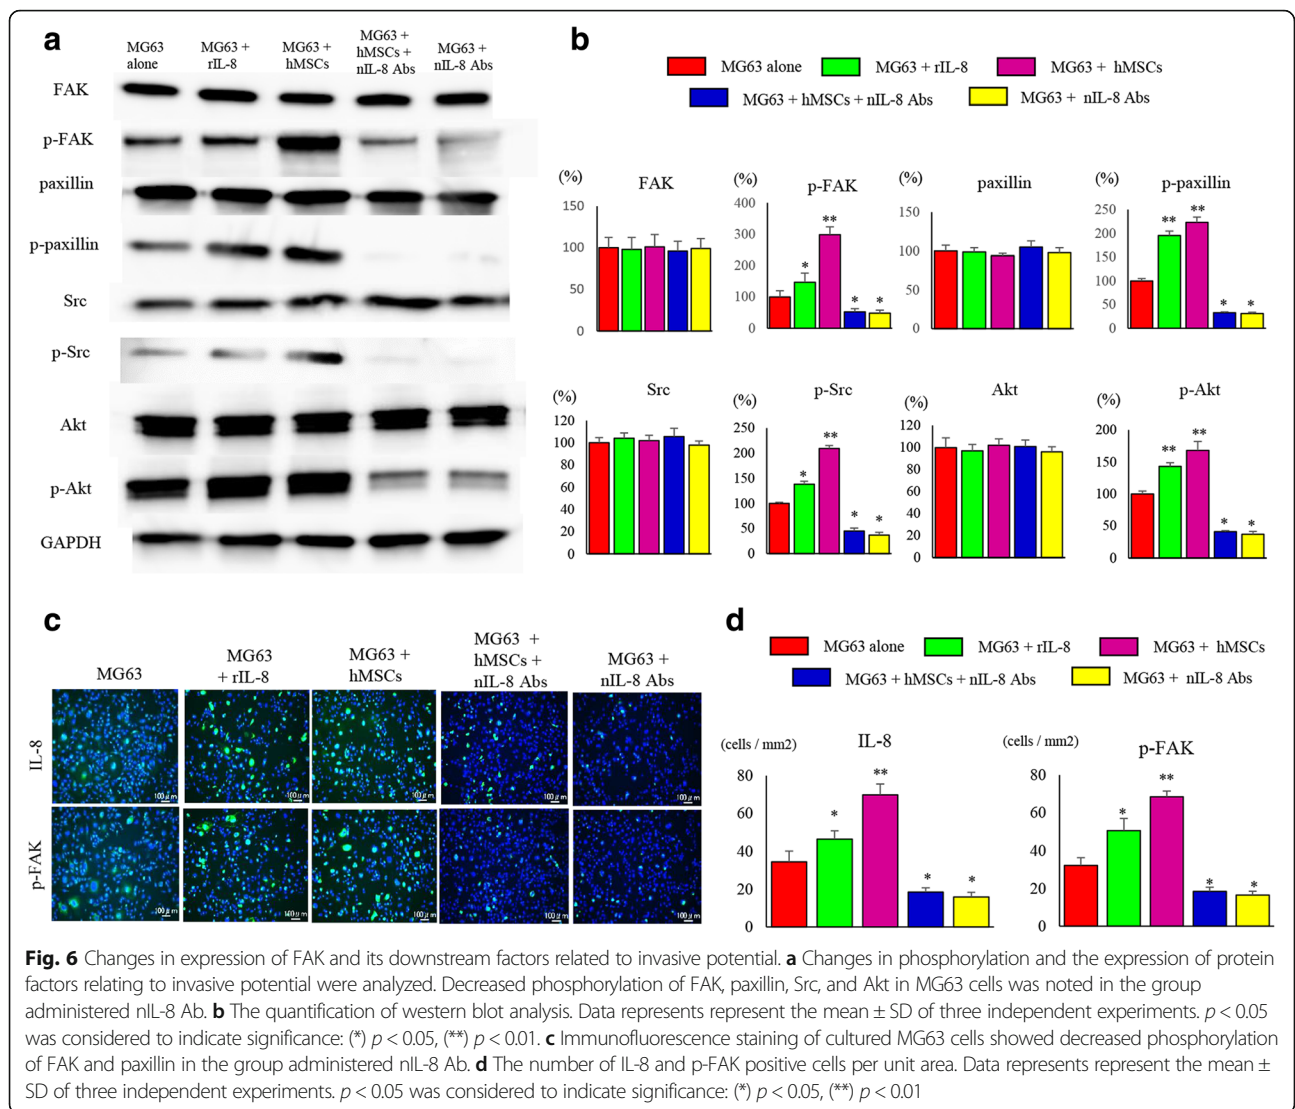 a
MG63 alone
MG63 + rIL-8
MG63 + hMSCs
MG63 + hMSCs + nIL-8 Abs
MG63 + nIL-8 Abs
FAK
p-FAK
paxillin
p-paxillin
Src
p-Src
Akt
p-Akt
GAPDH
b
MG63 alone
MG63 + rIL-8
MG63 + hMSCs
MG63 + hMSCs + nIL-8 Abs
MG63 + nIL-8 Abs
(%)
FAK
150
100
50
0
(%)
p-FAK
400
300
200
100
0
*
**
*
*
(%)
paxillin
150
100
50
0
(%)
p-paxillin
250
200
150
100
50
0
**
**
*
*
(%)
Src
120
100
80
60
40
20
0
(%)
p-Src
250
200
150
100
50
0
*
**
*
*
(%)
Akt
120
100
80
60
40
20
0
(%)
p-Akt
200
150
100
50
0
**
**
*
*
c
MG63
MG63 + rIL-8
MG63 + hMSCs
MG63 + hMSCs + nIL-8 Abs
MG63 + nIL-8 Abs
IL-8
100μm
100μm
100μm
100μm
100μm
p-FAK
100μm
100μm
100μm
100μm
100μm
d
MG63 alone
MG63 + rIL-8
MG63 + hMSCs
MG63 + hMSCs + nIL-8 Abs
MG63 + nIL-8 Abs
(cells / mm2)
IL-8
80
60
40
20
0
*
**
*
*
(cells / mm2)
p-FAK
80
60
40
20
0
*
**
*
*
Fig. 6 Changes in expression of FAK and its downstream factors related to invasive potential. a Changes in phosphorylation and the expression of protein
factors relating to invasive potential were analyzed. Decreased phosphorylation of FAK, paxillin, Src, and Akt in MG63 cells was noted in the group
administered nIL-8 Ab. b The quantification of western blot analysis. Data represents represent the mean ± SD of three independent experiments. p < 0.05
was considered to indicate significance: (*) p < 0.05, (**) p < 0.01. c Immunofluorescence staining of cultured MG63 cells showed decreased phosphorylation
of FAK and paxillin in the group administered nIL-8 Ab. d The number of IL-8 and p-FAK positive cells per unit area. Data represents represent the mean ±
SD of three independent experiments. p < 0.05 was considered to indicate significance: (*) p < 0.05, (**) p < 0.01